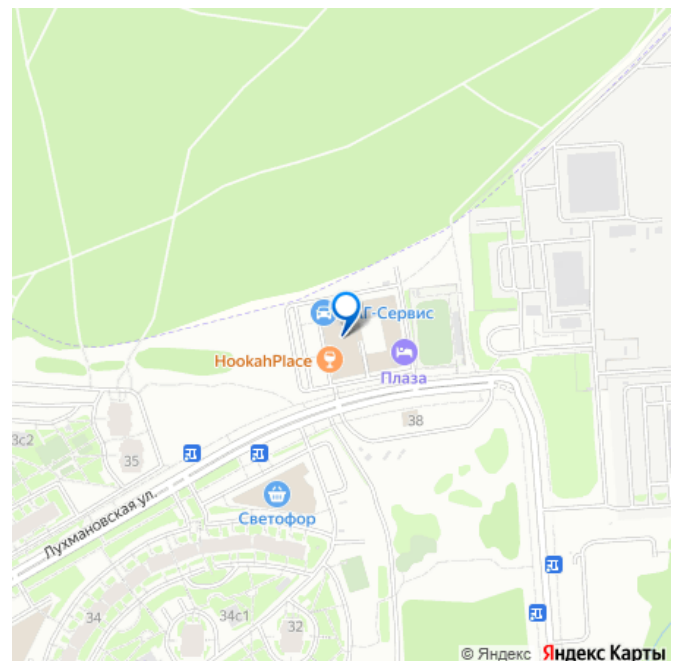 Г-Сервис
HookahPlace
Плаза
38
3с2
35
Лухмановская ул.
Светофор
34
34с1
32
© Яндекс Яндекс Карты